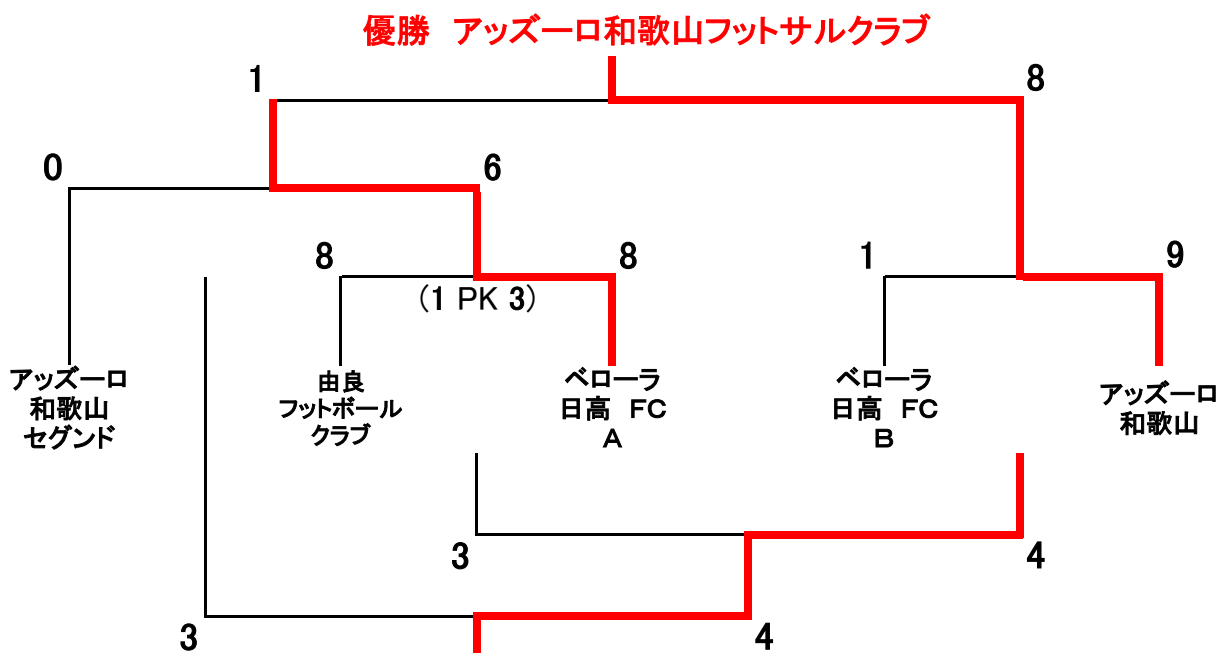 優勝　アッズーロ和歌山フットサルクラブ
1
8
0
6
8
8
1
9
（1 PK 3）
アッズーロ
和歌山
セグンド
由良
フットボール
クラブ
ベローラ
日高　FC
A
ベローラ
日高　FC
B
アッズーロ
和歌山
3
4
3
4